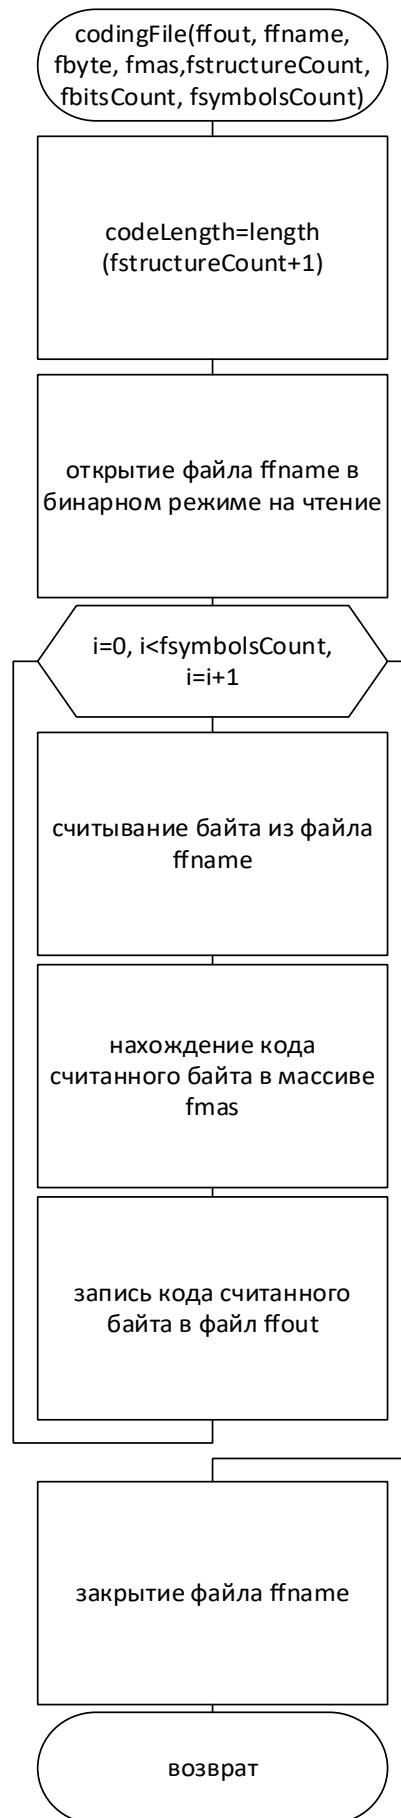 codingFile(ffout, ffname,
fbyte, fmas,fstructureCount,
fbitsCount, fsymbolsCount)
codeLength=length
(fstructureCount+1)
открытие файла ffname в
бинарном режиме на чтение
i=0, i<fsymbolsCount,
i=i+1
считывание байта из файла
ffname
нахождение кода
считанного байта в массиве
fmas
запись кода считанного
байта в файл ffout
закрытие файла ffname
возврат